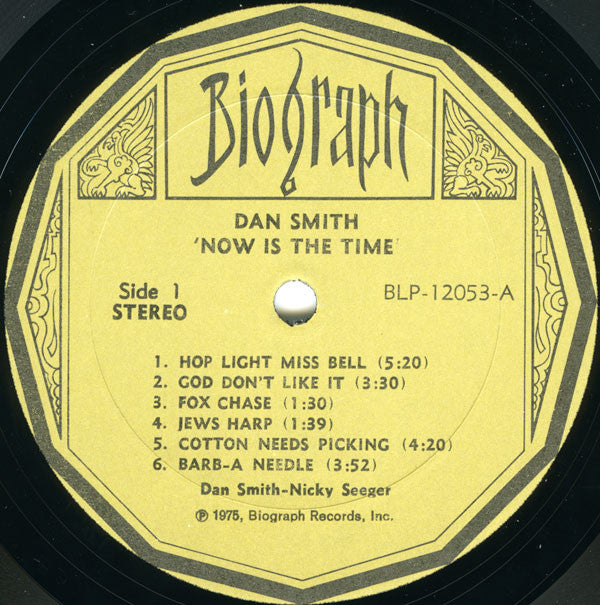 Biograph
DAN SMITH
'NOW IS THE TIME'
Side 1
STEREO
BLP-12053-A
1. HOP LIGHT MISS BELL (5:20)
2. GOD DON'T LIKE IT (3:30)
3. FOX CHASE (1:30)
4. JEWS HARP (1:39)
5. COTTON NEEDS PICKING (4:20)
6. BARB-A NEEDLE (3:52)
Dan Smith-Nicky Seeger
℗ 1975, Biograph Records, Inc.